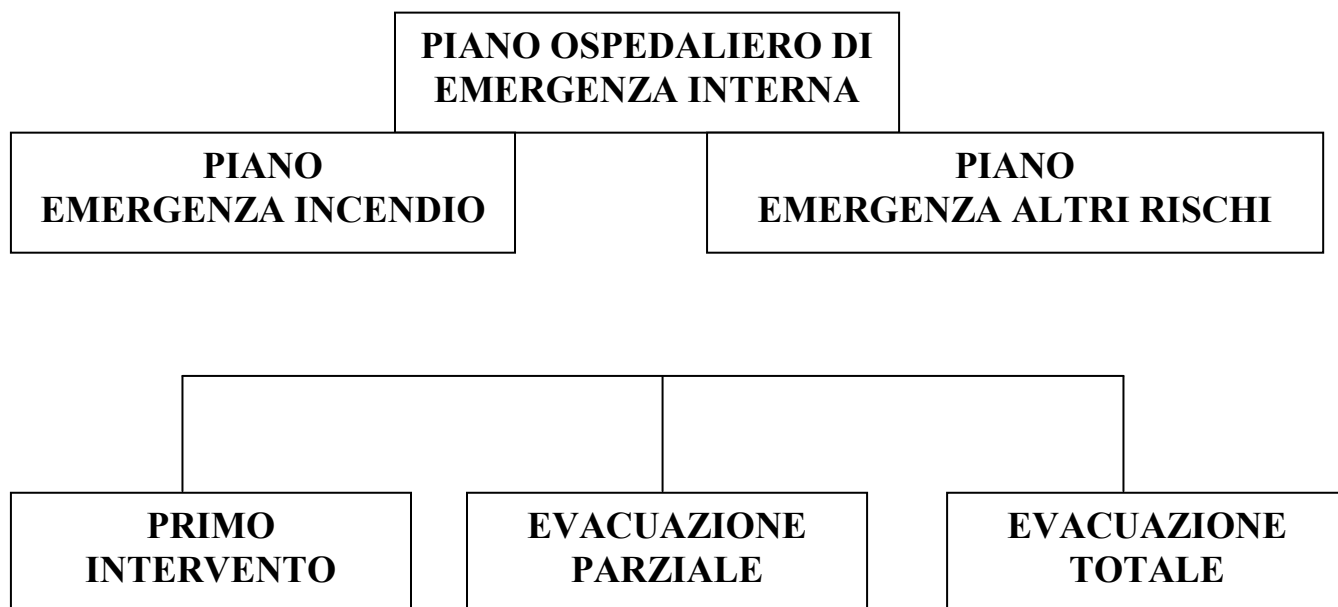 PIANO OSPEDALIERO DI
EMERGENZA INTERNA
PIANO
EMERGENZA INCENDIO
PIANO
EMERGENZA ALTRI RISCHI
PRIMO
INTERVENTO
EVACUAZIONE
PARZIALE
EVACUAZIONE
TOTALE